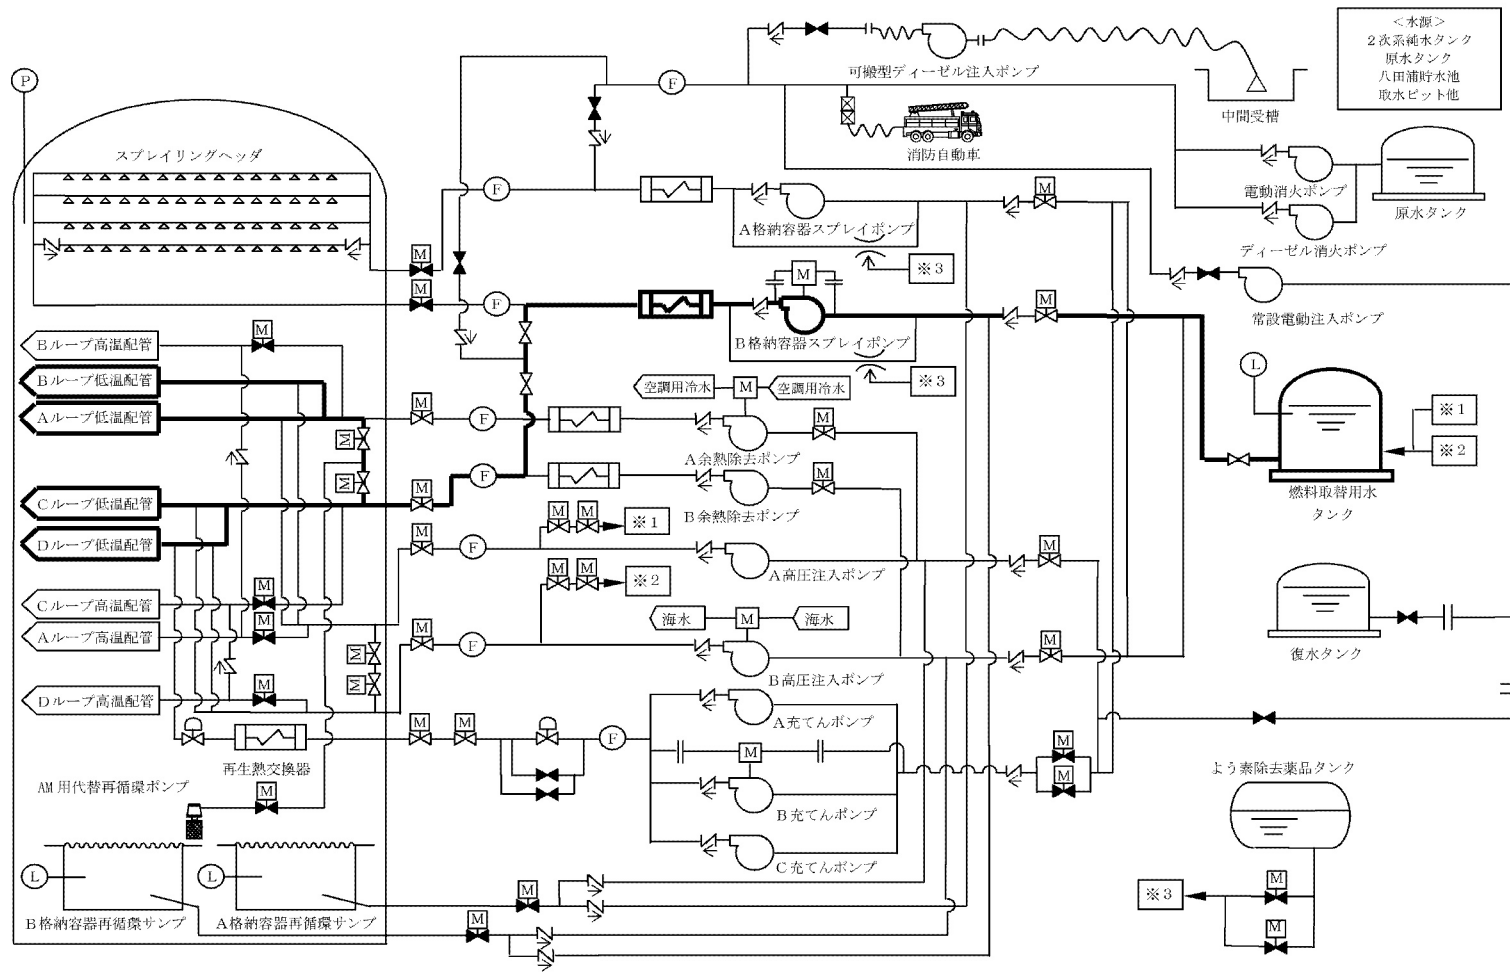 <水源>
2次系純水タンク
原水タンク
八田浦貯水池
取水ピット他
P
F
可搬型ディーゼル注入ポンプ
中間受槽
消防自動車
スプレイリングヘッダ
電動消火ポンプ
原水タンク
ディーゼル消火ポンプ
F
M
A格納容器スプレイポンプ
※3
M
M
F
M
M
常設電動注入ポンプ
B格納容器スプレイポンプ
※3
Bループ高温配管
M
Bループ低温配管
空調用冷水
M
空調用冷水
L
Aループ低温配管
M
M
F
M
※1
※2
A余熱除去ポンプ
M
Cループ低温配管
F
M
燃料取替用水
タンク
B余熱除去ポンプ
M
M
※1
Dループ低温配管
M
F
M
A高圧注入ポンプ
M
M
※2
Cループ高温配管
M
海水
M
海水
Aループ高温配管
M
M
F
M
復水タンク
M
M
B高圧注入ポンプ
Dループ高温配管
M
A充てんポンプ
M
M
F
M
M
再生熱交換器
よう素除去薬品タンク
AM用代替再循環ポンプ
M
M
B充てんポンプ
C充てんポンプ
L
L
M
M
※3
B格納容器再循環サンプ
A格納容器再循環サンプ
M
M